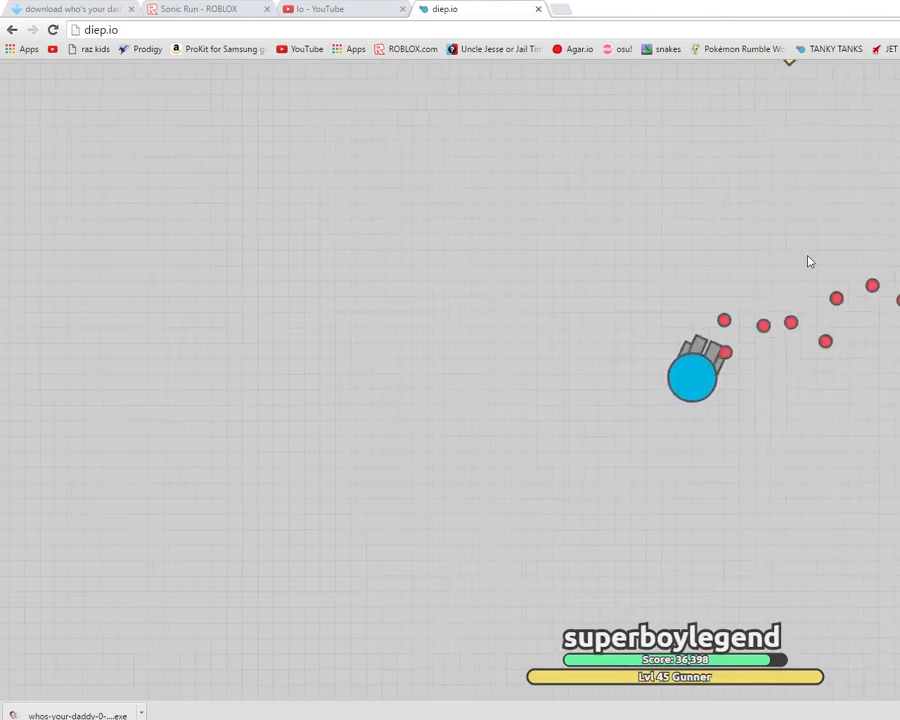 download who's your dad
Sonic Run - ROBLOX
Io - YouTube
diep.io
diep.io
Apps
raz kids
Prodigy
ProKit for Samsung g
YouTube
Apps
ROBLOX.com
Uncle Jesse or Jail Tim
Agar.io
osu!
snakes
Pokémon Rumble Wo
TANKY TANKS
JET
superboylegend
Score: 36,398
Lvl 45 Gunner
whos-your-daddy-0-....exe